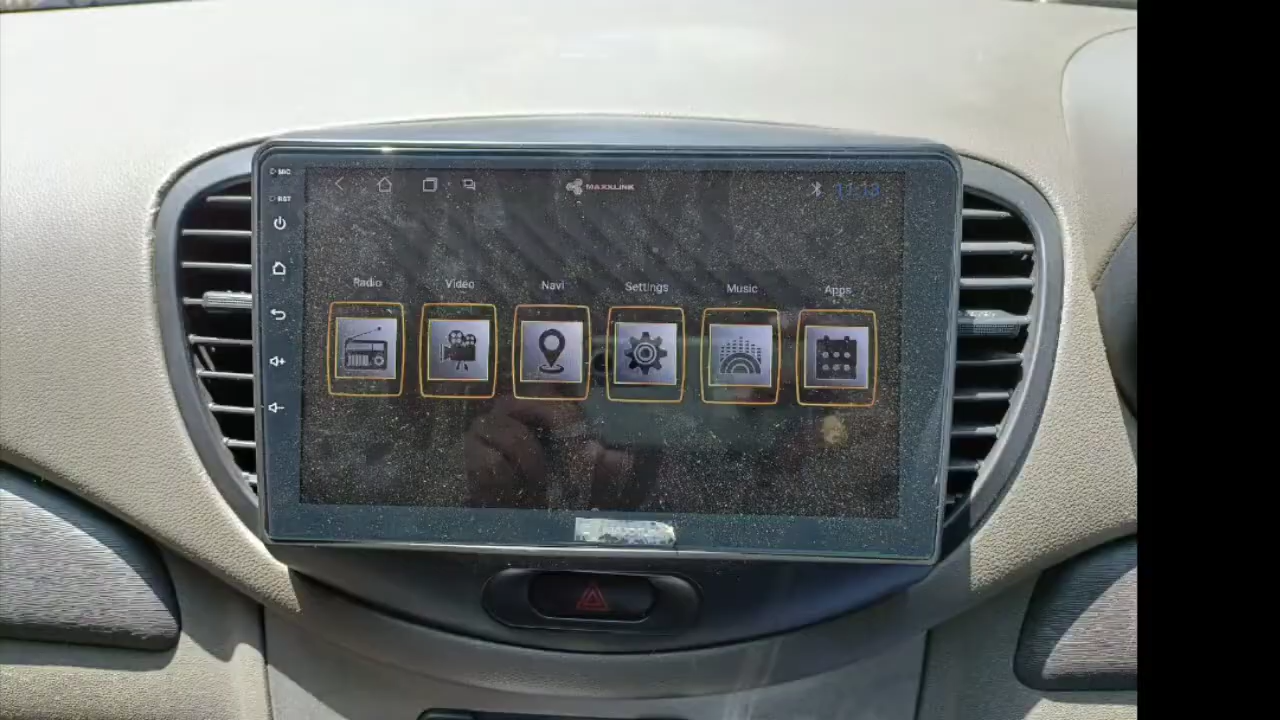 MIC
MAXXLINK
RST
Radio
Video
Navi
Settings
Music
Apps